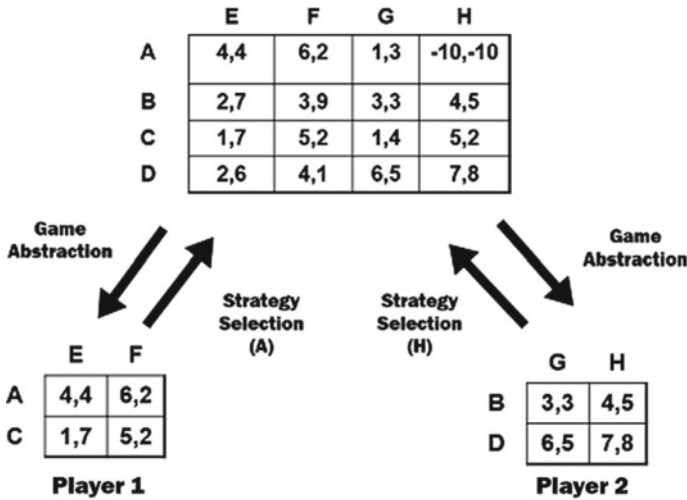 E F G H
A 4,4 6,2 1,3 -10,-10
B 2,7 3,9 3,3 4,5
C 1,7 5,2 1,4 5,2
D 2,6 4,1 6,5 7,8
Game
Abstraction
Strategy
Selection
(A)
Strategy
Selection
(H)
Game
Abstraction
E F
A 4,4 6,2
C 1,7 5,2
Player 1
G H
B 3,3 4,5
D 6,5 7,8
Player 2